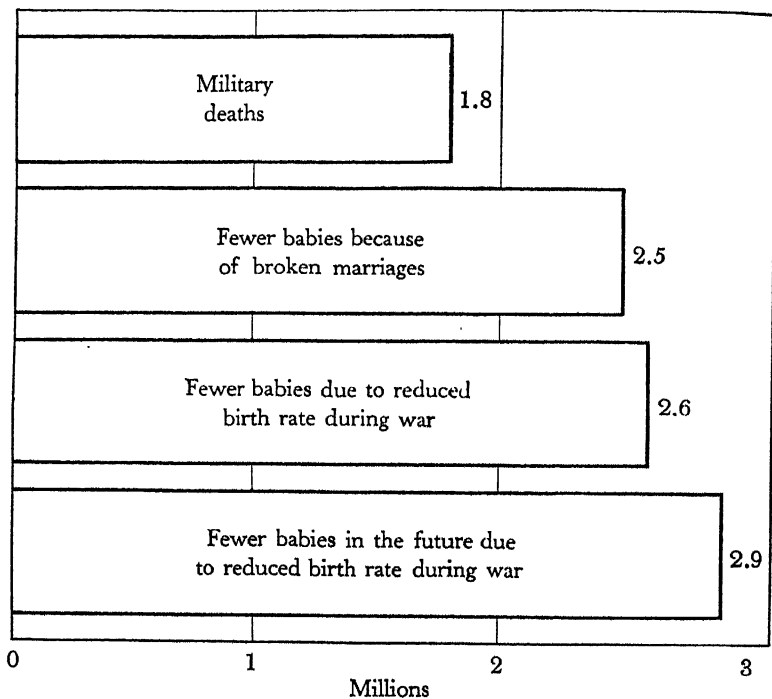 Military
deaths
1.8
Fewer babies because
of broken marriages
2.5
Fewer babies due to reduced
birth rate during war
2.6
Fewer babies in the future due
to reduced birth rate during war
2.9
0 1 2 3
Millions